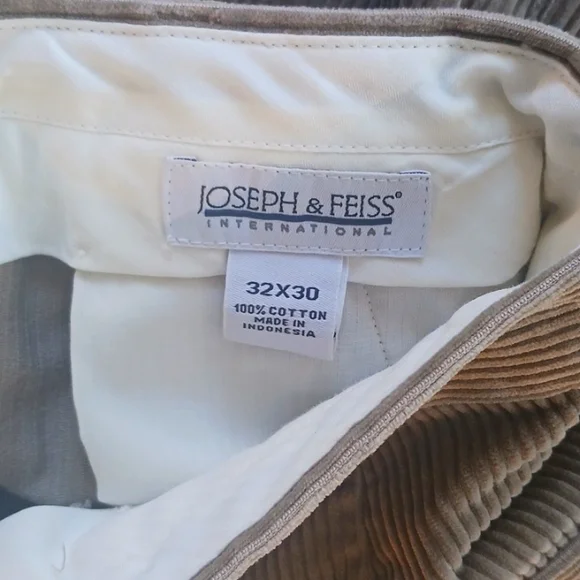 JOSEPH & FEISS®
INTERNATIONAL
32X30
100% COTTON
MADE IN
INDONESIA